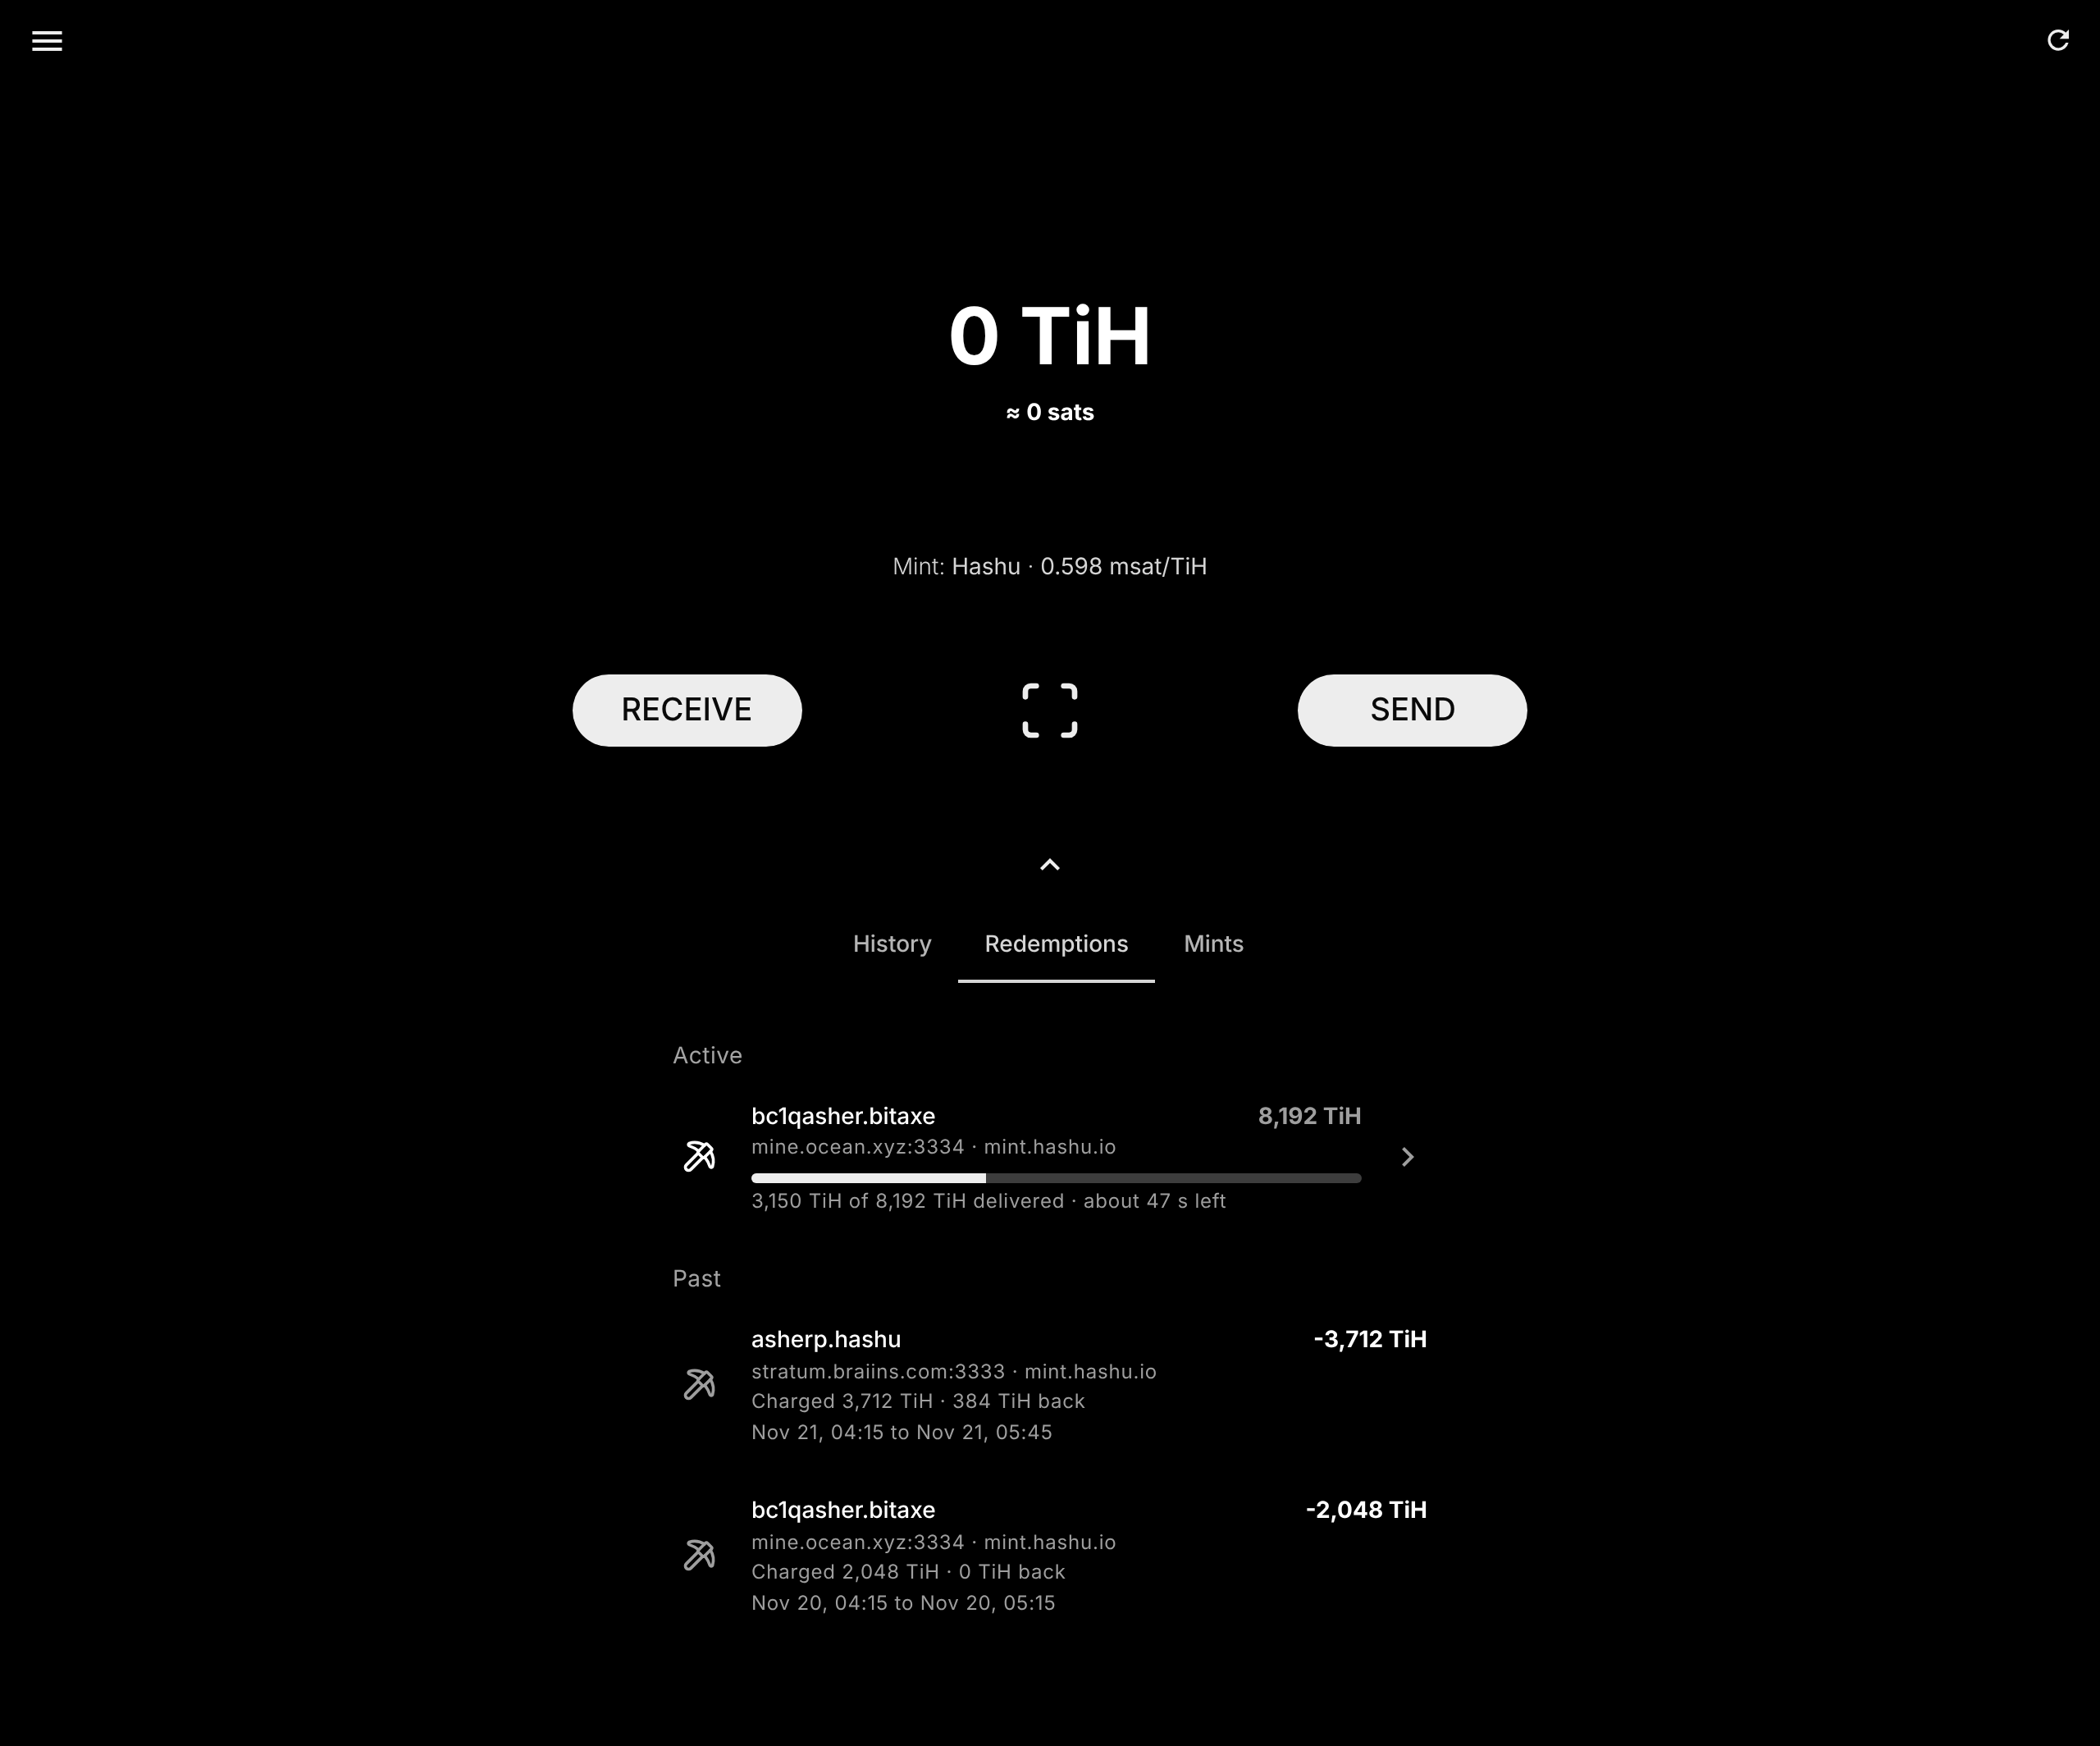 0 TiH
≈ 0 sats
Mint: Hashu · 0.598 msat/TiH
RECEIVE
SEND
History Redemptions Mints
Active
bc1qasher.bitaxe 8,192 TiH
mine.ocean.xyz:3334 · mint.hashu.io
3,150 TiH of 8,192 TiH delivered · about 47 s left
Past
asherp.hashu -3,712 TiH
stratum.braiins.com:3333 · mint.hashu.io
Charged 3,712 TiH · 384 TiH back
Nov 21, 04:15 to Nov 21, 05:45
bc1qasher.bitaxe -2,048 TiH
mine.ocean.xyz:3334 · mint.hashu.io
Charged 2,048 TiH · 0 TiH back
Nov 20, 04:15 to Nov 20, 05:15